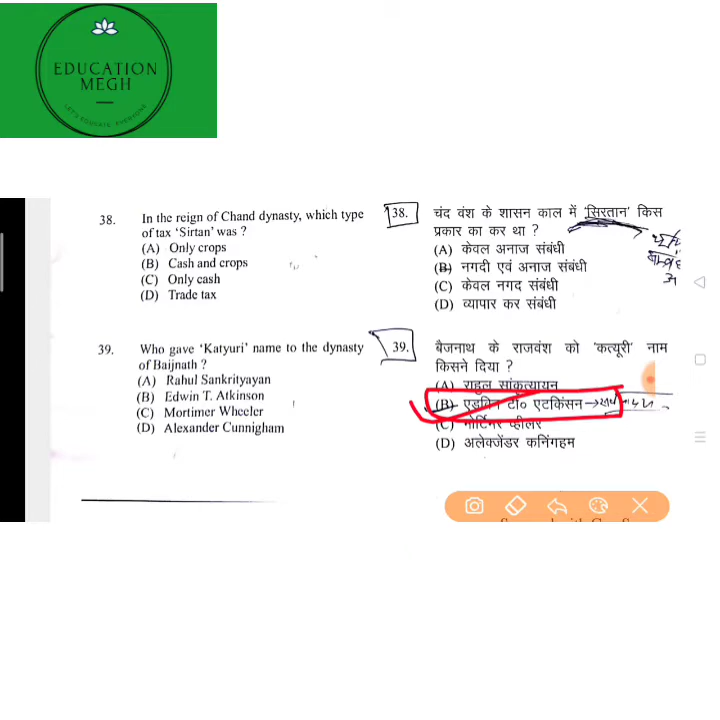 EDUCATION
MEGH
LET'S EDUCATE, EVERYONE
38. In the reign of Chand dynasty, which type
of tax ‘Sirtan’ was ?
(A) Only crops
(B) Cash and crops
(C) Only cash
(D) Trade tax
39. Who gave ‘Katyuri’ name to the dynasty
of Baijnath ?
(A) Rahul Sankrityayan
(B) Edwin T. Atkinson
(C) Mortimer Wheeler
(D) Alexander Cunnigham
38. चंद वंश के शासन काल में ‘सिरतान’ किस
प्रकार का कर था ?
(A) केवल अनाज संबंधी
(B) नगदी एवं अनाज संबंधी
(C) केवल नगद संबंधी
(D) व्यापार कर संबंधी
39. बैजनाथ के राजवंश को ‘कत्यूरी’ नाम
किसने दिया ?
(A) राहुल सांकृत्यायन
(B) एडविन टी० एटकिंसन
(C) मोर्टिमर व्हीलर
(D) अलेक्जेंडर कनिंगहम